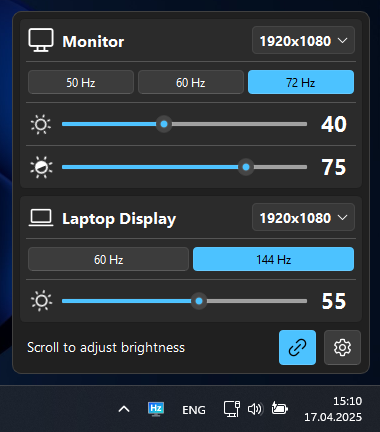 Monitor 1920x1080
50 Hz 60 Hz 72 Hz
40
75
Laptop Display 1920x1080
60 Hz 144 Hz
55
Scroll to adjust brightness
Hz ENG 15:10
17.04.2025